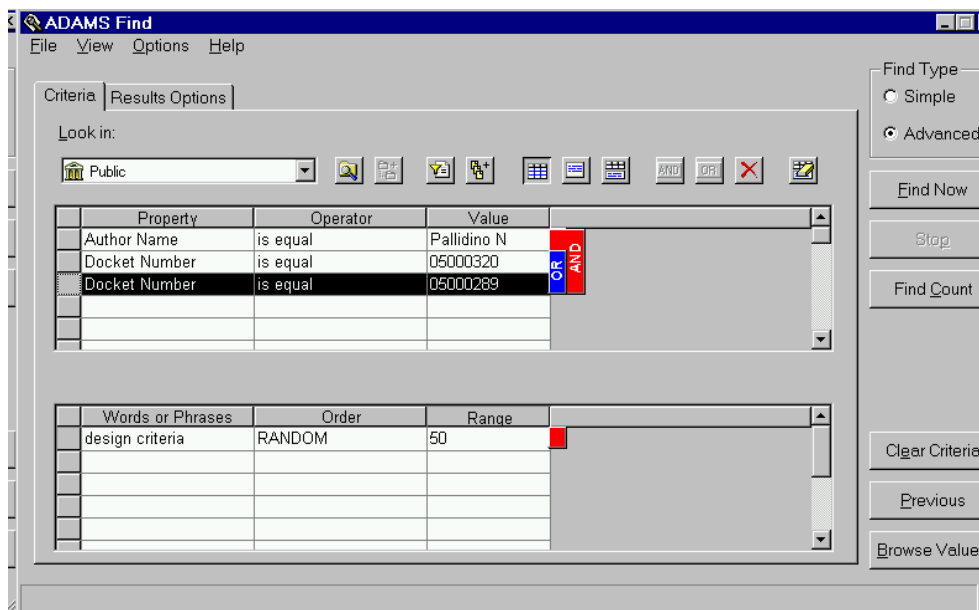 ADAMS Find
File View Options Help
Find Type
Simple
Advanced
Criteria Results Options
Look in:
Public
AND OR
Find Now
Stop
Find Count
Property Operator Value
Author Name is equal Pallidino N
Docket Number is equal 05000320
Docket Number is equal 05000289
OR AND
Words or Phrases Order Range
design criteria RANDOM 50
Clear Criteria
Previous
Browse Value